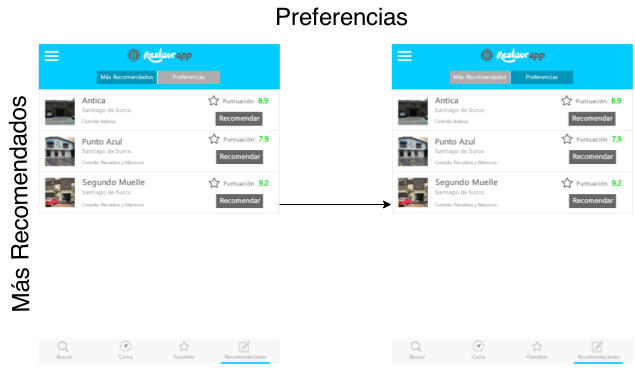 Preferencias
Más Recomendados
Restaurapp
Más Recomendados Preferencias
Antica
Puntuación: 8.9
Santiago de Surco
Comida: Italiana
Recomendar
Punto Azul
Puntuación: 7.9
Santiago de Surco
Comida: Pescados y Mariscos
Recomendar
Segundo Muelle
Puntuación: 9.2
Santiago de Surco
Comida: Pescados y Mariscos
Recomendar
Buscar Cerca Favoritos Recomendaciones
Restaurapp
Más Recomendados Preferencias
Antica
Puntuación: 8.9
Santiago de Surco
Comida: Italiana
Recomendar
Punto Azul
Puntuación: 7.9
Santiago de Surco
Comida: Pescados y Mariscos
Recomendar
Segundo Muelle
Puntuación: 9.2
Santiago de Surco
Comida: Pescados y Mariscos
Recomendar
Buscar Cerca Favoritos Recomendaciones